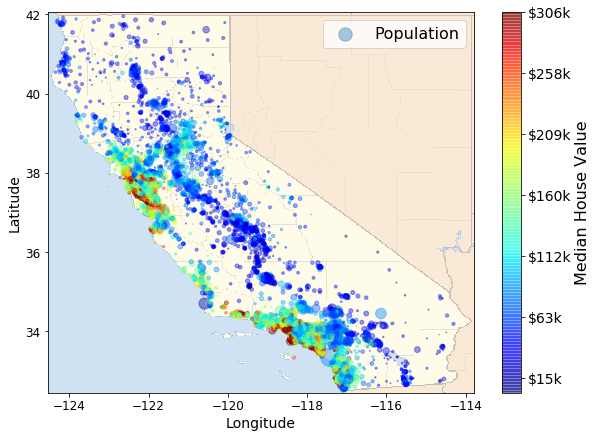 42
40
38
36
34
−124
−122
−120
−118
−116
−114
Latitude
Longitude
Population
$306k
$258k
$209k
$160k
$112k
$63k
$15k
Median House Value